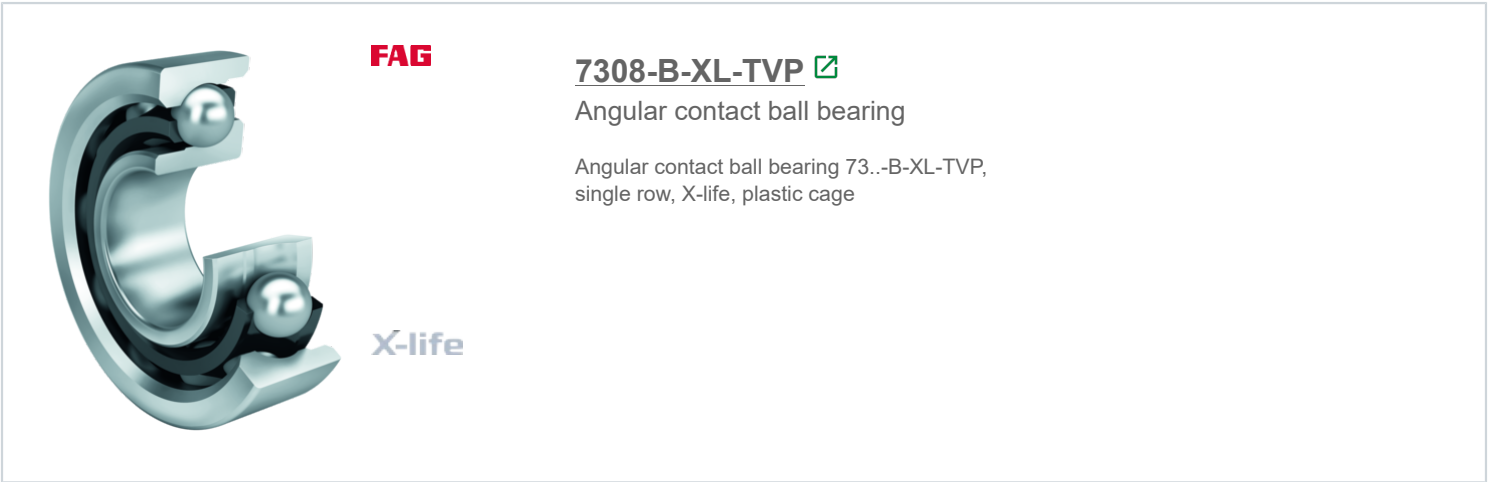 FAG
7308-B-XL-TVP
Angular contact ball bearing
Angular contact ball bearing 73..-B-XL-TVP,
single row, X-life, plastic cage
X-life